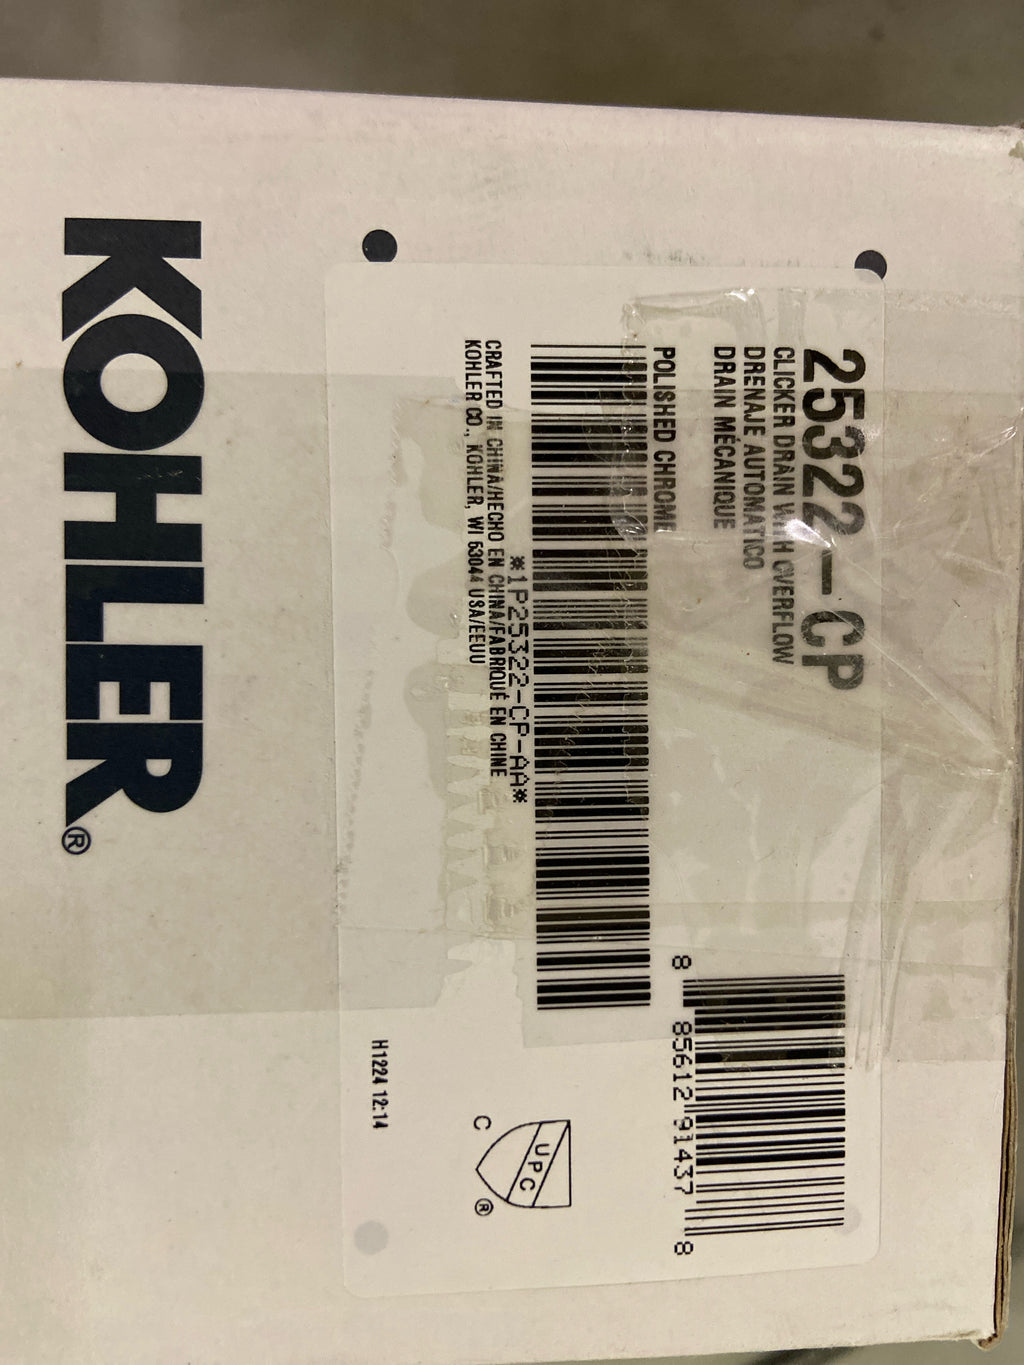 25322-CP
CLICKER DRAIN WITH OVERFLOW
DRENAJE AUTOMATICO
DRAIN MÉCANIQUE
POLISHED CHROME
8 85612 91437 8
*1P25322-CP-AA*
CRAFTED IN CHINA/HECHO EN CHINA/FABRIQUÉ EN CHINE
KOHLER CO., KOHLER, WI 53044 USA/EEUU
C UPC ®
H1224 12:14
KOHLER®